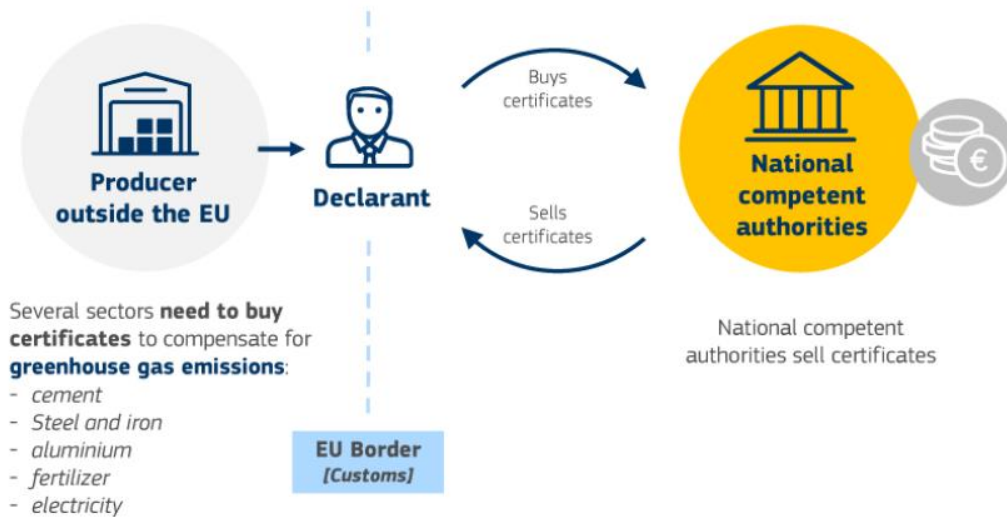 Producer
outside the EU
Declarant
Buys
certificates
Sells
certificates
National
competent
authorities
€
Several sectors need to buy
certificates to compensate for
greenhouse gas emissions:
- cement
- Steel and iron
- aluminium
- fertilizer
- electricity
EU Border
[Customs]
National competent
authorities sell certificates